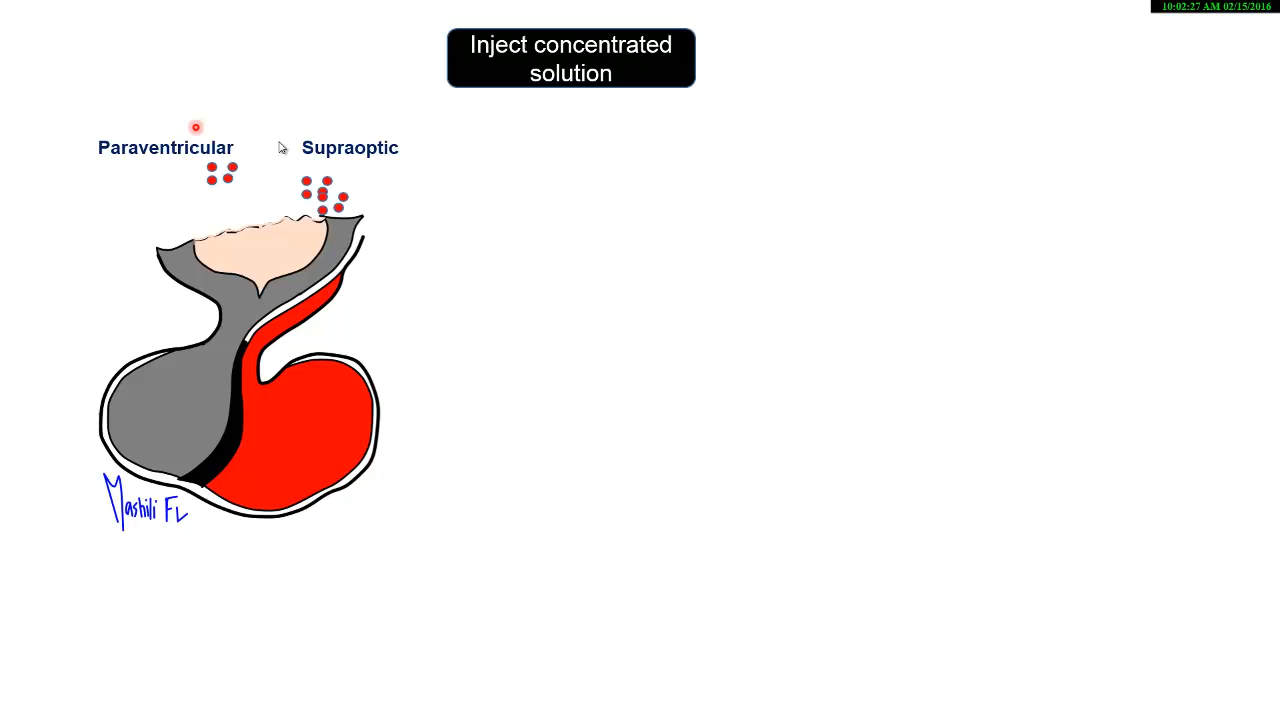 10:02:27 AM 02/15/2016
Inject concentrated
solution
Paraventricular
Supraoptic
Mashili FL